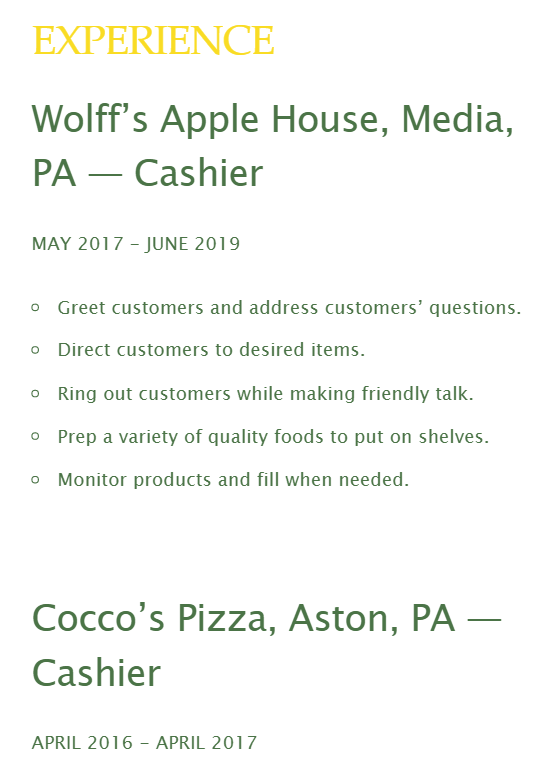 EXPERIENCE
Wolff’s Apple House, Media,
PA — Cashier
MAY 2017 – JUNE 2019
Greet customers and address customers’ questions.
Direct customers to desired items.
Ring out customers while making friendly talk.
Prep a variety of quality foods to put on shelves.
Monitor products and fill when needed.
Cocco’s Pizza, Aston, PA —
Cashier
APRIL 2016 – APRIL 2017